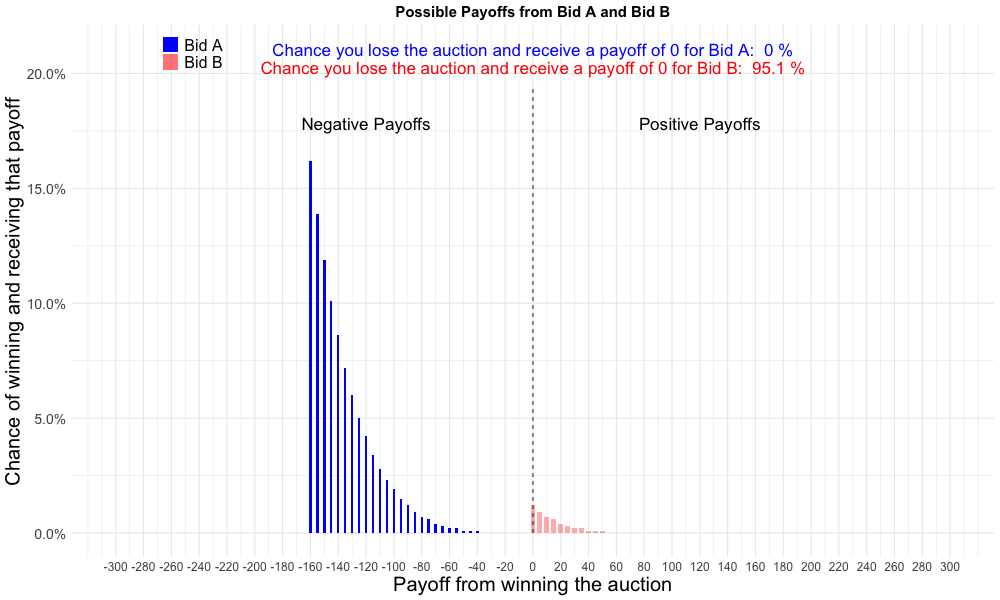 Possible Payoffs from Bid A and Bid B
Bid A
Bid B
Chance you lose the auction and receive a payoff of 0 for Bid A:  0 %
Chance you lose the auction and receive a payoff of 0 for Bid B:  95.1 %
Negative Payoffs
Positive Payoffs
Chance of winning and receiving that payoff
20.0%
15.0%
10.0%
5.0%
0.0%
-300 -280 -260 -240 -220 -200 -180 -160 -140 -120 -100 -80 -60 -40 -20 0 20 40 60 80 100 120 140 160 180 200 220 240 260 280 300
Payoff from winning the auction